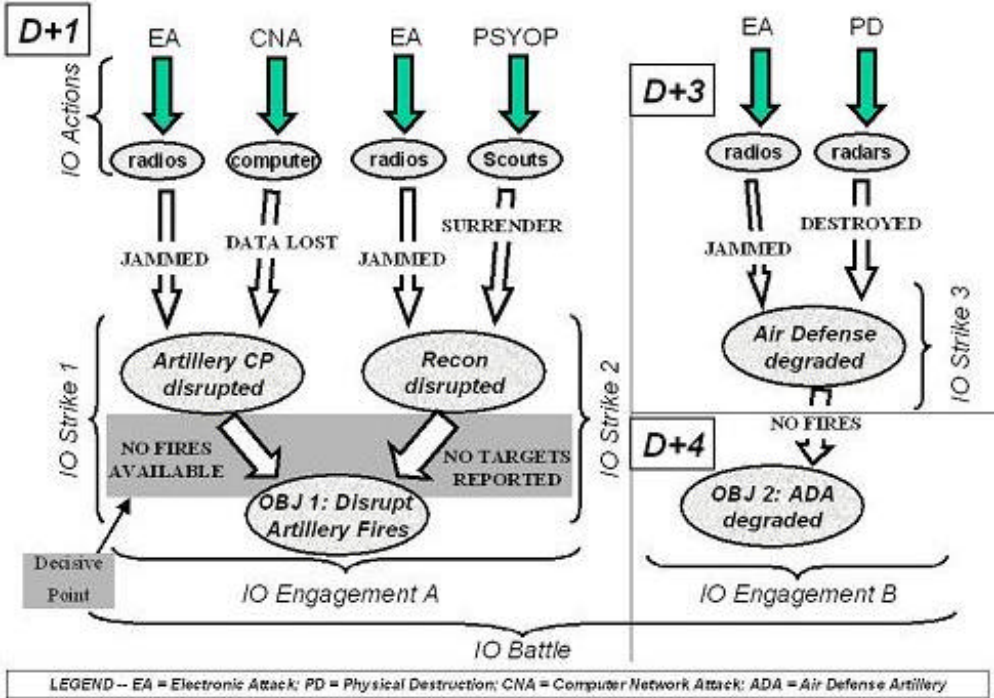 D+1
EA CNA EA PSYOP
IO Actions
radios computer radios Scouts
JAMMED
DATA LOST
JAMMED
SURRENDER
IO Strike 1
Artillery CP
disrupted
Recon
disrupted
IO Strike 2
NO FIRES
AVAILABLE
NO TARGETS
REPORTED
OBJ 1: Disrupt
Artillery Fires
Decisive
Point
IO Engagement A
D+3
EA PD
radios radars
JAMMED
DESTROYED
Air Defense
degraded
IO Strike 3
NO FIRES
D+4
OBJ 2: ADA
degraded
IO Engagement B
IO Battle
LEGEND -- EA = Electronic Attack; PD = Physical Destruction; CNA = Computer Network Attack; ADA = Air Defense Artillery